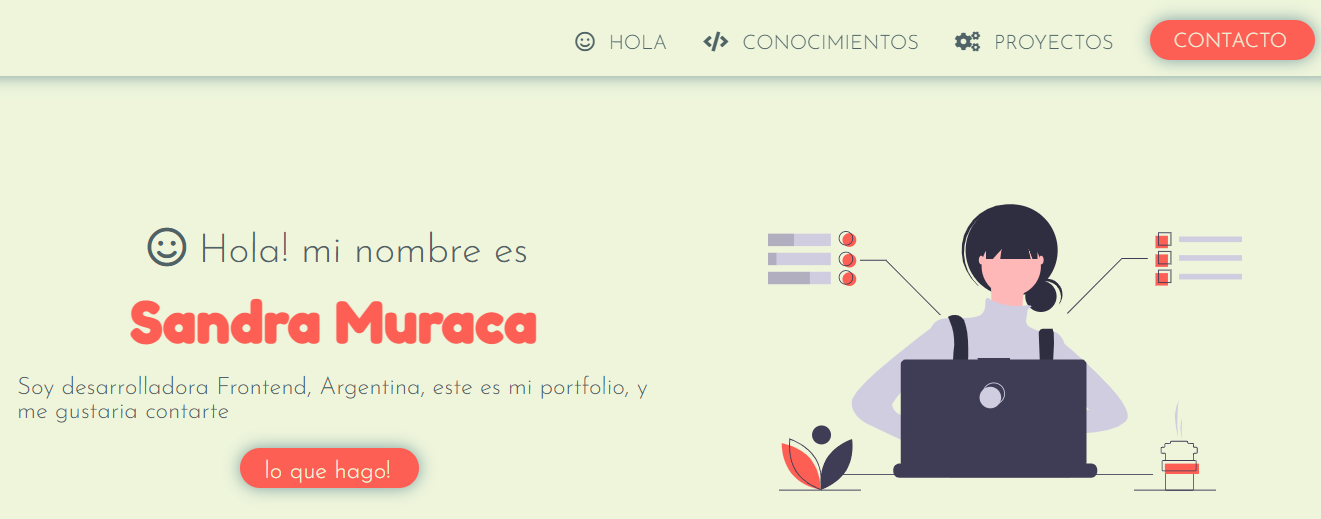 HOLA
CONOCIMIENTOS
PROYECTOS
CONTACTO
Hola! mi nombre es
Sandra Muraca
Soy desarrolladora Frontend, Argentina, este es mi portfolio, y
me gustaria contarte
lo que hago!